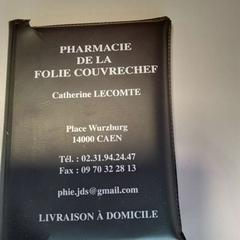 PHARMACIE
DE LA
FOLIE COUVRECHEF
Catherine LECOMTE
Place Wurzburg
14000 CAEN
Tél. : 02.31.94.24.47
Fax : 09 70 32 28 13
phie.jds@gmail.com
LIVRAISON À DOMICILE